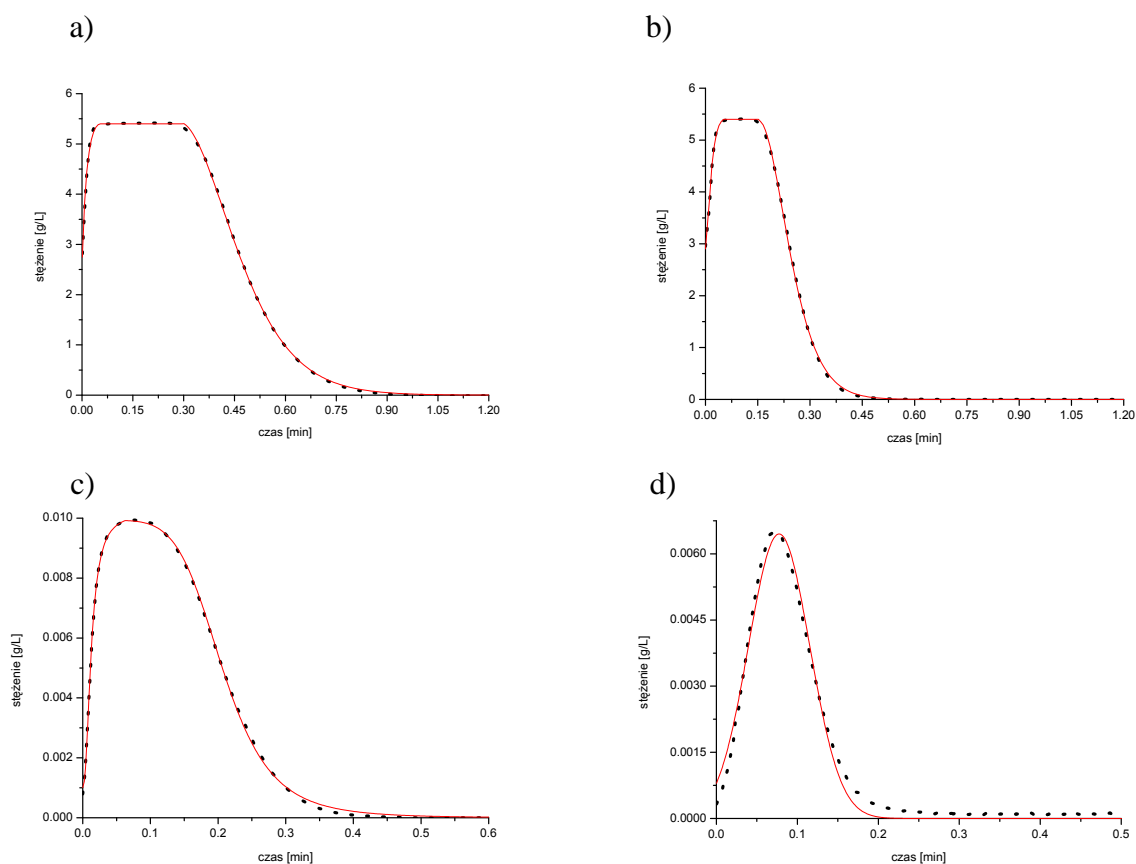 a)
b)
6
5
4
3
2
1
0
stężenie [g/L]
0.00 0.15 0.30 0.45 0.60 0.75 0.90 1.05 1.20
czas [min]
6
5
4
3
2
1
0
stężenie [g/L]
0.00 0.15 0.30 0.45 0.60 0.75 0.90 1.05 1.20
czas [min]
c)
d)
0.010
0.008
0.006
0.004
0.002
0.000
stężenie [g/L]
0.0 0.1 0.2 0.3 0.4 0.5 0.6
czas [min]
0.0060
0.0045
0.0030
0.0015
0.0000
stężenie [g/L]
0.0 0.1 0.2 0.3 0.4 0.5
czas [min]